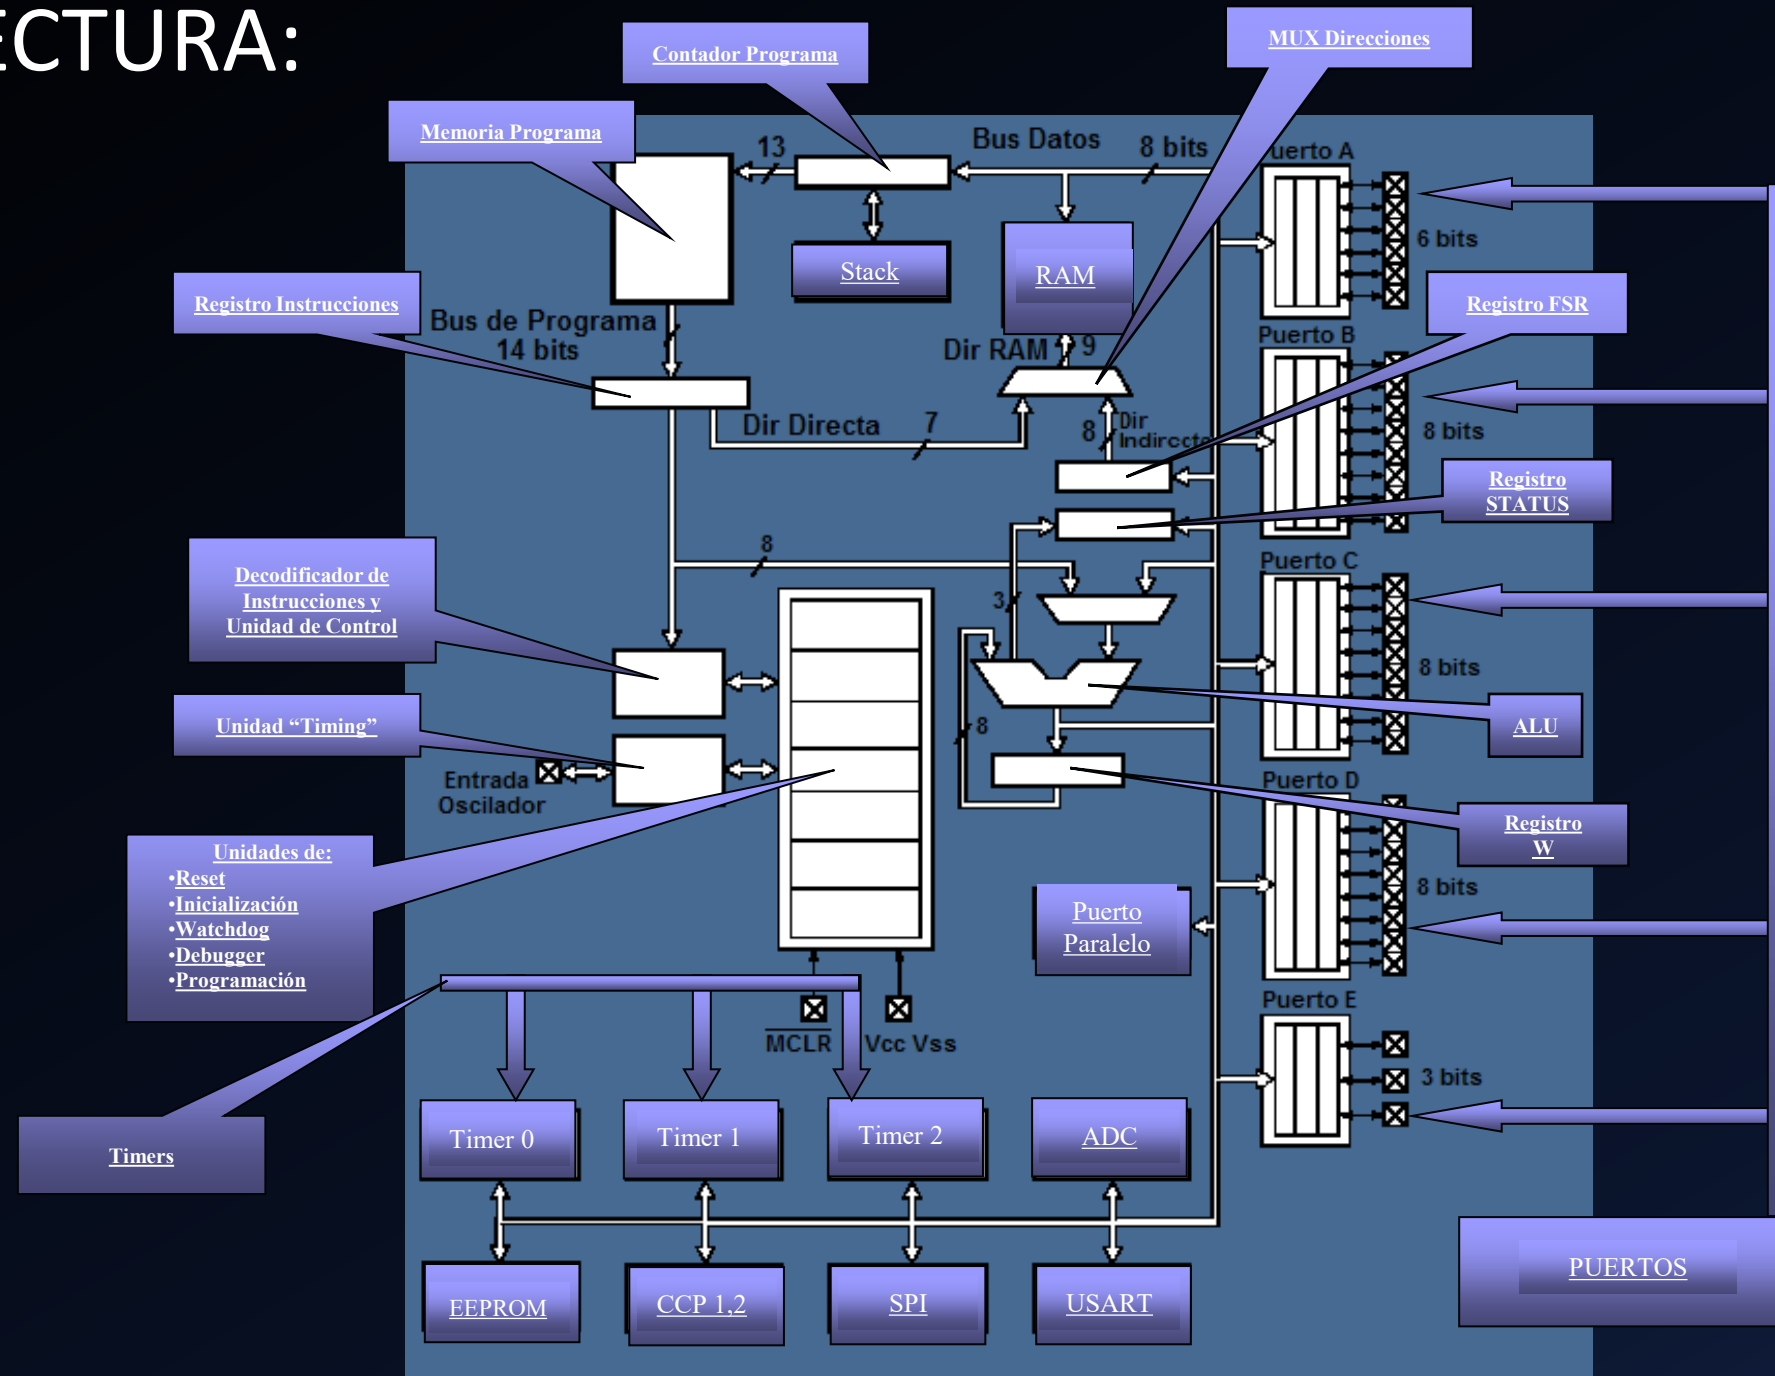 ECTURA:
Contador Programa
MUX Direcciones
Memoria Programa
13
Bus Datos
8 bits
uerto A
6 bits
Stack
RAM
Registro Instrucciones
Bus de Programa
14 bits
Dir RAM
9
Registro FSR
Puerto B
8 bits
Dir Directa
7
8
Dir
Indirecta
Registro
STATUS
8
Decodificador de
Instrucciones y
Unidad de Control
3
Puerto C
8 bits
Unidad “Timing”
8
ALU
Entrada
Oscilador
Puerto D
8 bits
Registro
W
Unidades de:
•Reset
•Inicialización
•Watchdog
•Debugger
•Programación
Puerto
Paralelo
MCLR
Vcc Vss
Puerto E
3 bits
Timers
Timer 0
Timer 1
Timer 2
ADC
EEPROM
CCP 1,2
SPI
USART
PUERTOS